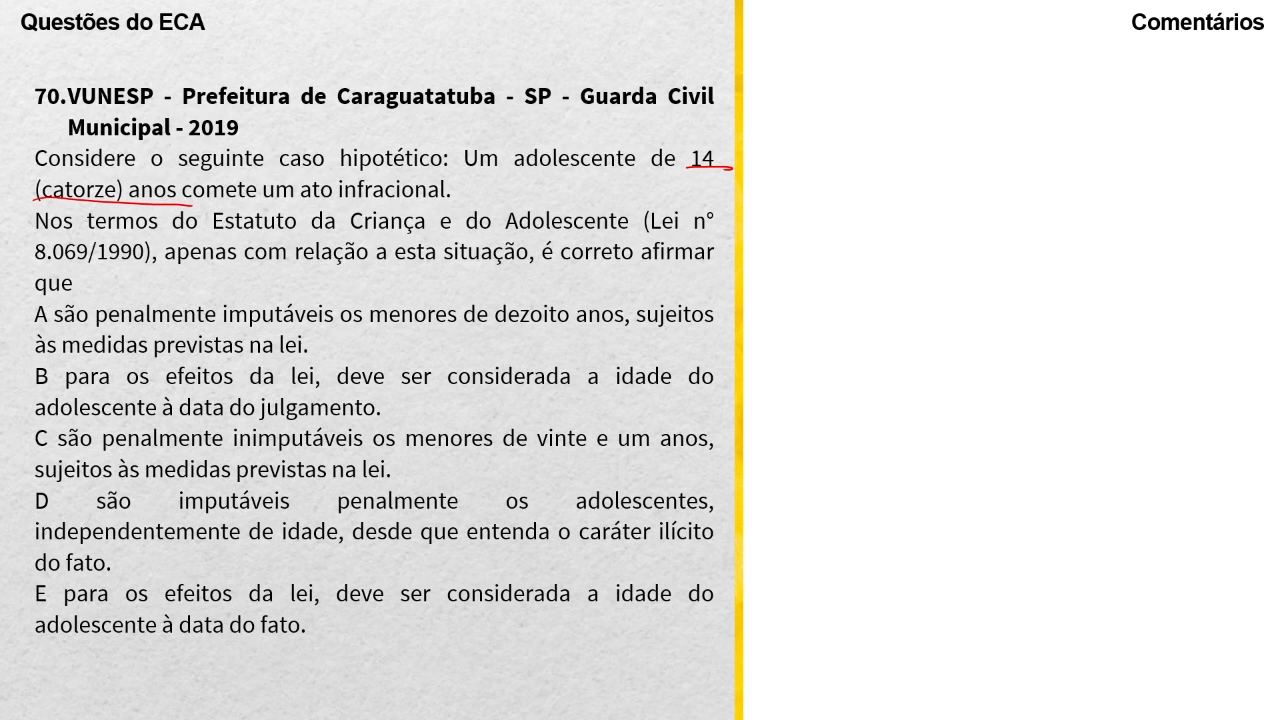 Questões do ECA
Comentários
70.VUNESP - Prefeitura de Caraguatatuba - SP - Guarda Civil
Municipal - 2019
Considere o seguinte caso hipotético: Um adolescente de 14
(catorze) anos comete um ato infracional.
Nos termos do Estatuto da Criança e do Adolescente (Lei n°
8.069/1990), apenas com relação a esta situação, é correto afirmar
que
A são penalmente imputáveis os menores de dezoito anos, sujeitos
às medidas previstas na lei.
B para os efeitos da lei, deve ser considerada a idade do
adolescente à data do julgamento.
C são penalmente inimputáveis os menores de vinte e um anos,
sujeitos às medidas previstas na lei.
D são imputáveis penalmente os adolescentes,
independentemente de idade, desde que entenda o caráter ilícito
do fato.
E para os efeitos da lei, deve ser considerada a idade do
adolescente à data do fato.